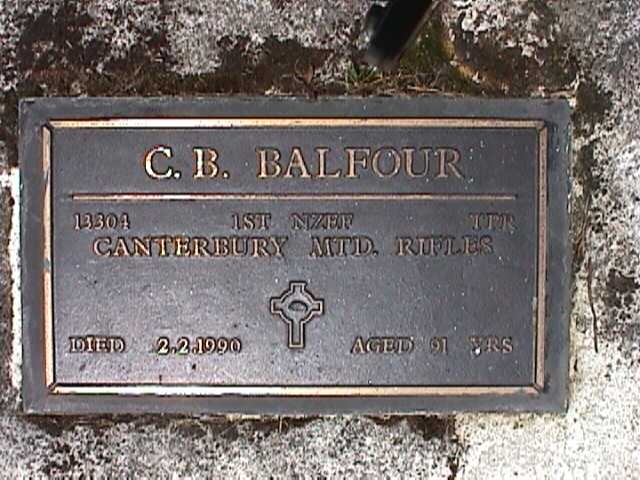 C. B. BALFOUR
13304 1ST NZEF TPR
CANTERBURY MTD. RIFLES
DIED 2.2.1990 AGED 91 YRS